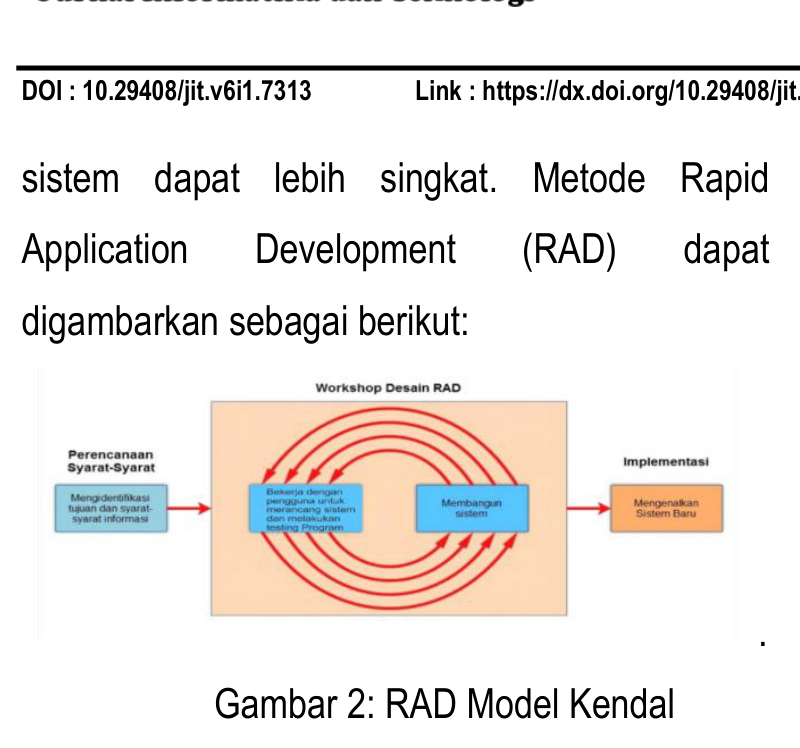 DOI : 10.29408/jit.v6i1.7313 Link : https://dx.doi.org/10.29408/jit.
sistem dapat lebih singkat. Metode Rapid
Application Development (RAD) dapat
digambarkan sebagai berikut:
Workshop Desain RAD
Perencanaan
Syarat-Syarat
Mengidentifikasi
tujuan dan syarat-
syarat informasi
Bekerja dengan
pengguna untuk
merancang sistem
dan melakukan
testing Program
Membangun
sistem
Implementasi
Mengenalkan
Sistem Baru
.
Gambar 2: RAD Model Kendal